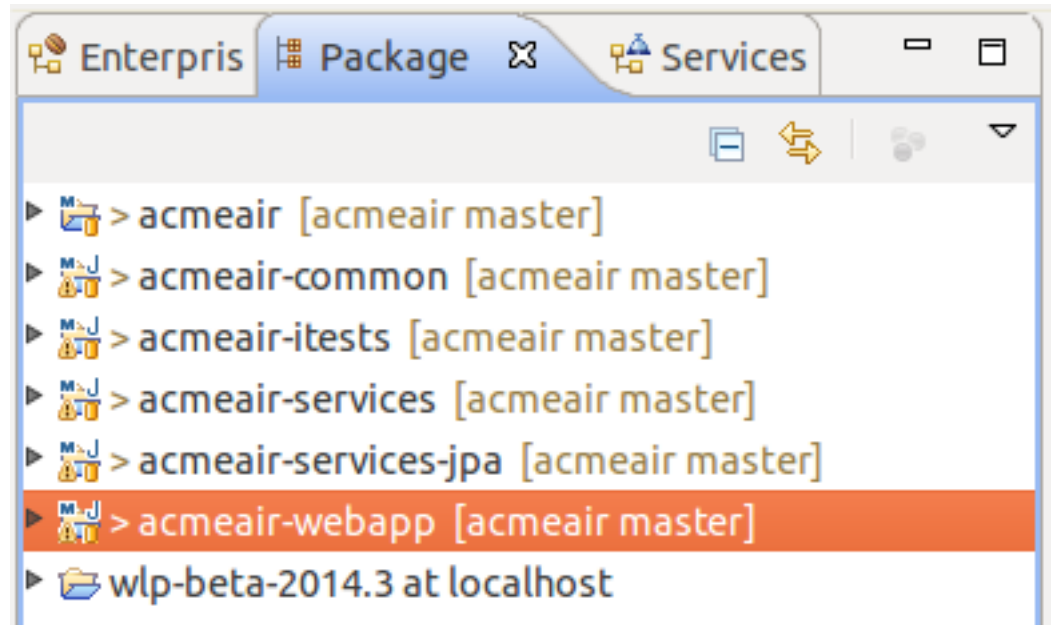 Enterpris Package Services
> acmeair [acmeair master]
> acmeair-common [acmeair master]
> acmeair-itests [acmeair master]
> acmeair-services [acmeair master]
> acmeair-services-jpa [acmeair master]
> acmeair-webapp [acmeair master]
wlp-beta-2014.3 at localhost